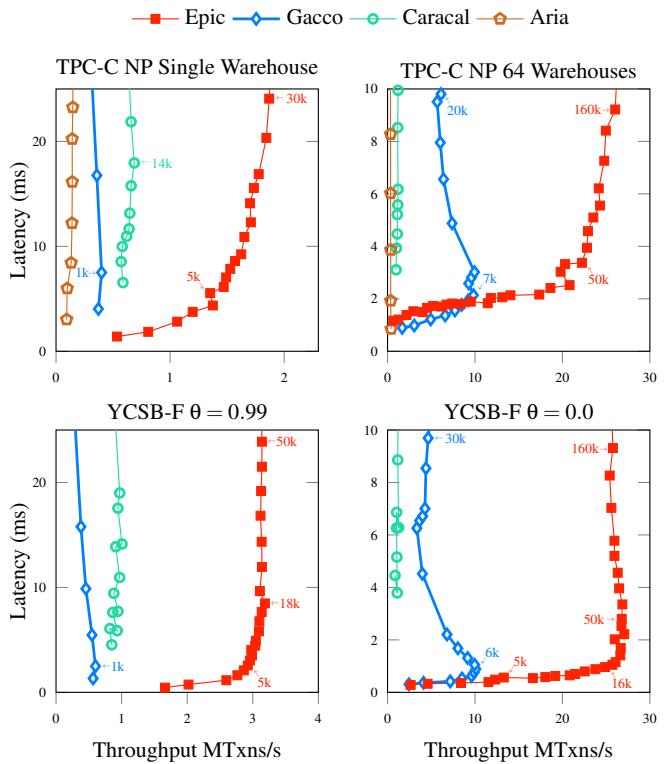 Epic Gacco Caracal Aria
TPC-C NP Single Warehouse
TPC-C NP 64 Warehouses
Latency (ms)
20
10
0
0 1 2
30k
14k
1k
5k
10
8
6
4
2
0
0 10 20 30
160k
20k
7k
50k
YCSB-F θ = 0.99
YCSB-F θ = 0.0
Latency (ms)
20
10
0
0 1 2 3 4
50k
18k
1k
5k
10
8
6
4
2
0
0 10 20 30
30k
160k
50k
6k
5k
16k
Throughput MTxns/s
Throughput MTxns/s